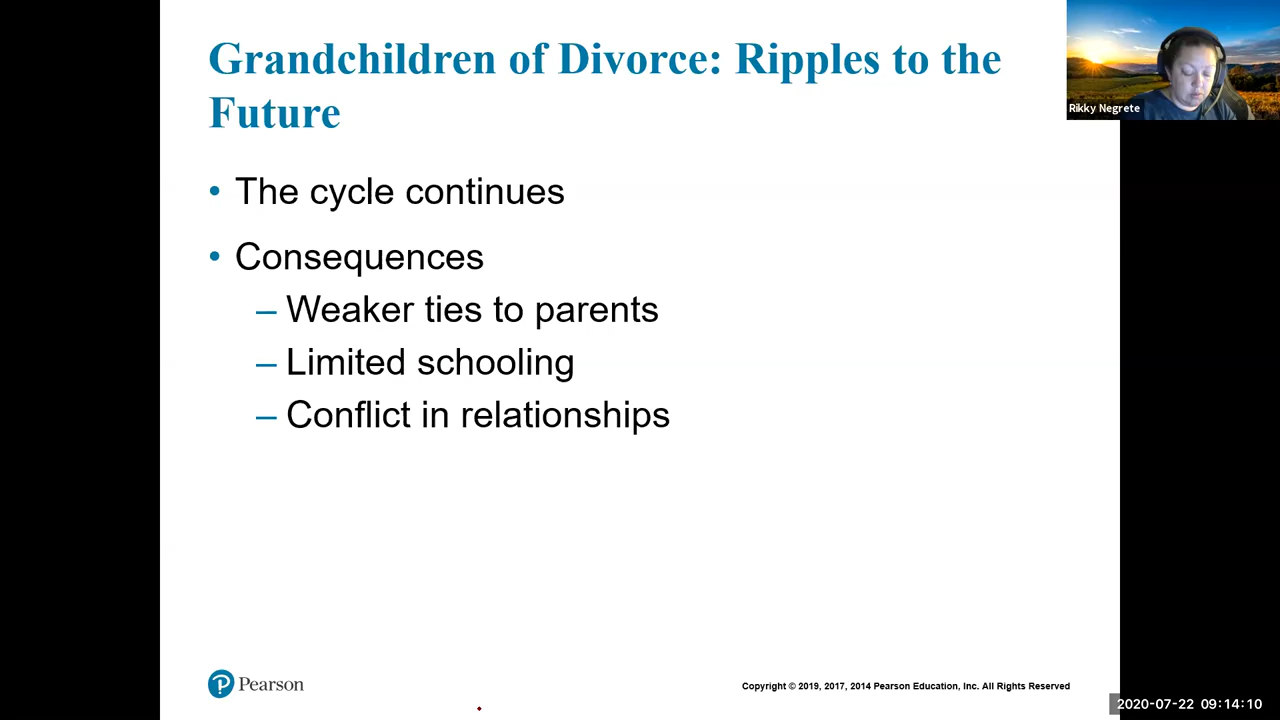 Grandchildren of Divorce: Ripples to the
Future
Rikky Negrete
• The cycle continues
• Consequences
– Weaker ties to parents
– Limited schooling
– Conflict in relationships
Pearson
Copyright © 2019, 2017, 2014 Pearson Education, Inc. All Rights Reserved
2020-07-22 09:14:10